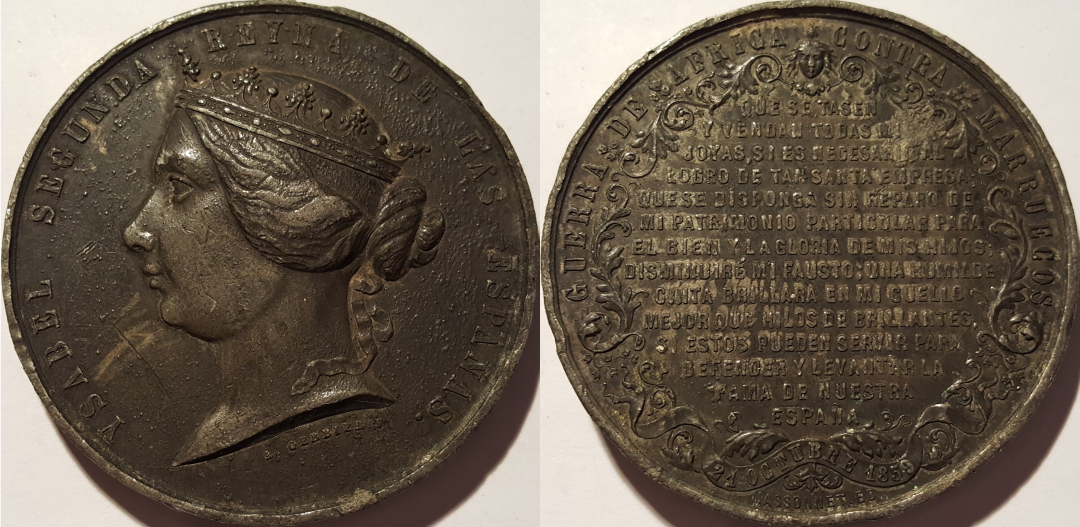 YSABEL SEGUNDA REYNA DE LAS ESPAÑAS.
GERBIER
GUERRA DE AFRICA CONTRA MARRUECOS
QUE SE TASEN
Y VENDAN TODAS MIS
JOYAS, SI ES NECESARIO AL
LOGRO DE TAN SANTA EMPRESA:
QUE SE DISPONGA SIN REPARO DE
MI PATRIMONIO PARTICULAR PARA
EL BIEN Y LA GLORIA DE MIS HIJOS:
DISMINUIRÉ MI FAUSTO; UNA HUMILDE
CINTA BRILLARA EN MI CUELLO
MEJOR QUE HILOS DE BRILLANTES,
SI ESTOS PUEDEN SERVIR PARA
DEFENDER Y LEVANTAR LA
FAMA DE NUESTRA
ESPAÑA
21 OCTUBRE 1859
MASSONNET ED.